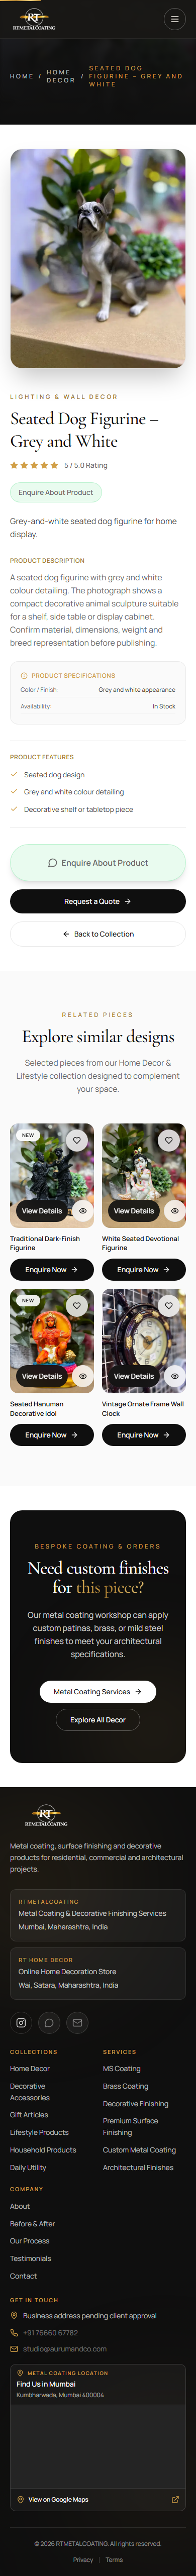 RT
RTMETALCOATING
HOME / HOME DECOR / SEATED DOG FIGURINE – GREY AND WHITE
LIGHTING & WALL DECOR
Seated Dog Figurine –
Grey and White
5 / 5.0 Rating
Enquire About Product
Grey-and-white seated dog figurine for home
display.
PRODUCT DESCRIPTION
A seated dog figurine with grey and white
colour detailing. The photograph shows a
compact decorative animal sculpture suitable
for a shelf, side table or display cabinet.
Confirm material, dimensions, weight and
breed representation before publishing.
PRODUCT SPECIFICATIONS
Color / Finish: Grey and white appearance
Availability: In Stock
PRODUCT FEATURES
Seated dog design
Grey and white colour detailing
Decorative shelf or tabletop piece
Enquire About Product
Request a Quote
Back to Collection
RELATED PIECES
Explore similar designs
Selected pieces from our Home Decor &
Lifestyle collection designed to complement
your space.
NEW
View Details
View Details
Traditional Dark-Finish
Figurine
White Seated Devotional
Figurine
Enquire Now
Enquire Now
NEW
View Details
View Details
Seated Hanuman
Decorative Idol
Vintage Ornate Frame Wall
Clock
Enquire Now
Enquire Now
BESPOKE COATING & ORDERS
Need custom finishes
for this piece?
Our metal coating workshop can apply
custom patinas, brass, or mild steel
finishes to meet your architectural
specifications.
Metal Coating Services
Explore All Decor
RT
RTMETALCOATING
Metal coating, surface finishing and decorative
products for residential, commercial and architectural
projects.
RTMETALCOATING
Metal Coating & Decorative Finishing Services
Mumbai, Maharashtra, India
RT HOME DECOR
Online Home Decoration Store
Wai, Satara, Maharashtra, India
COLLECTIONS
Home Decor
Decorative
Accessories
Gift Articles
Lifestyle Products
Household Products
Daily Utility
SERVICES
MS Coating
Brass Coating
Decorative Finishing
Premium Surface
Finishing
Custom Metal Coating
Architectural Finishes
COMPANY
About
Before & After
Our Process
Testimonials
Contact
GET IN TOUCH
Business address pending client approval
+91 76660 67782
studio@aurumandco.com
METAL COATING LOCATION
Find Us in Mumbai
Kumbharwada, Mumbai 400004
View on Google Maps
© 2026 RTMETALCOATING. All rights reserved.
Privacy
Terms